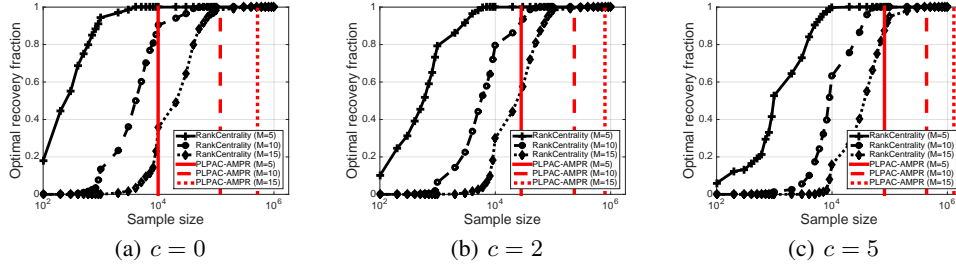 Optimal recovery fraction
1
0.8
0.6
0.4
0.2
0
RankCentrality (M=5)
RankCentrality (M=10)
RankCentrality (M=15)
PLPAC-AMPR (M=5)
PLPAC-AMPR (M=10)
PLPAC-AMPR (M=15)
10^2 10^4 10^6
Sample size
(a) c = 0
Optimal recovery fraction
1
0.8
0.6
0.4
0.2
0
RankCentrality (M=5)
RankCentrality (M=10)
RankCentrality (M=15)
PLPAC-AMPR (M=5)
PLPAC-AMPR (M=10)
PLPAC-AMPR (M=15)
10^2 10^4 10^6
Sample size
(b) c = 2
Optimal recovery fraction
1
0.8
0.6
0.4
0.2
0
RankCentrality (M=5)
RankCentrality (M=10)
RankCentrality (M=15)
PLPAC-AMPR (M=5)
PLPAC-AMPR (M=10)
PLPAC-AMPR (M=15)
10^2 10^4 10^6
Sample size
(c) c = 5